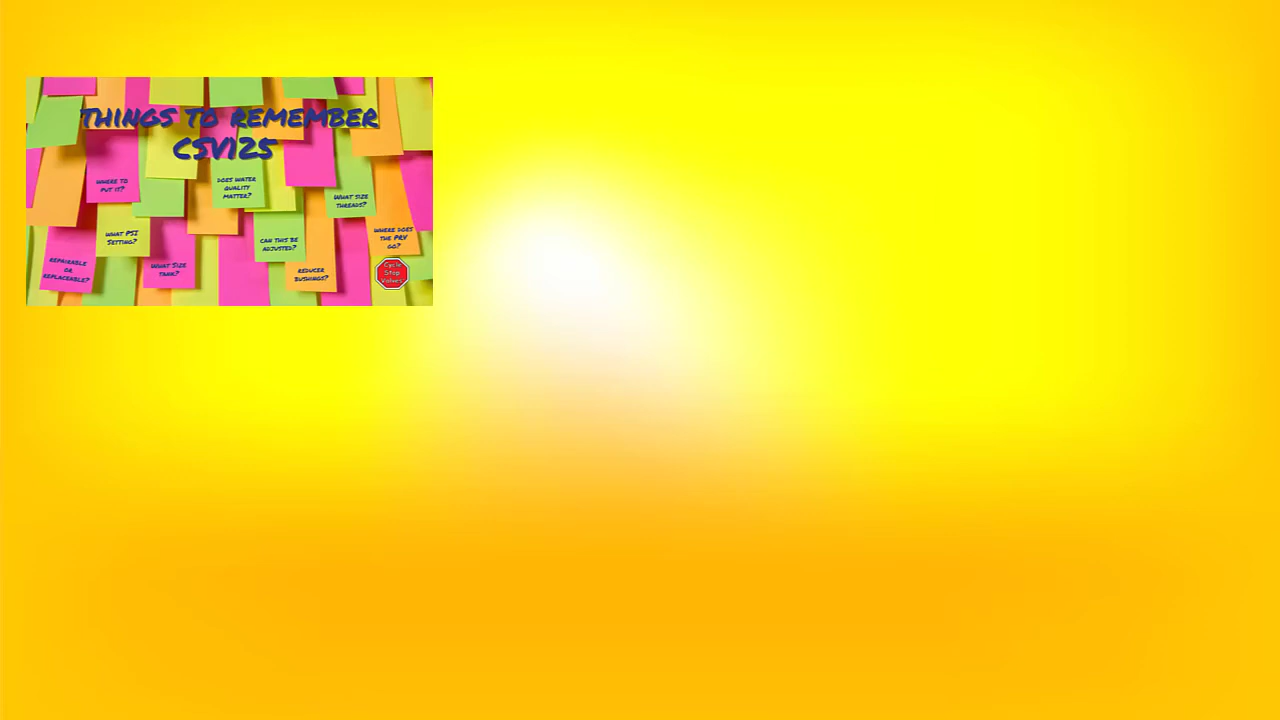 THINGS TO REMEMBER
CSV125
WHERE TO
PUT IT?
DOES WATER
QUALITY
MATTER?
WHAT SIZE
THREADS?
WHAT PSI
SETTING?
CAN THIS BE
ADJUSTED?
WHERE DOES
THE PRV
GO?
REPAIRABLE
OR
REPLACEABLE?
WHAT SIZE
TANK?
REDUCER
BUSHINGS?
Cycle
Stop
Valves